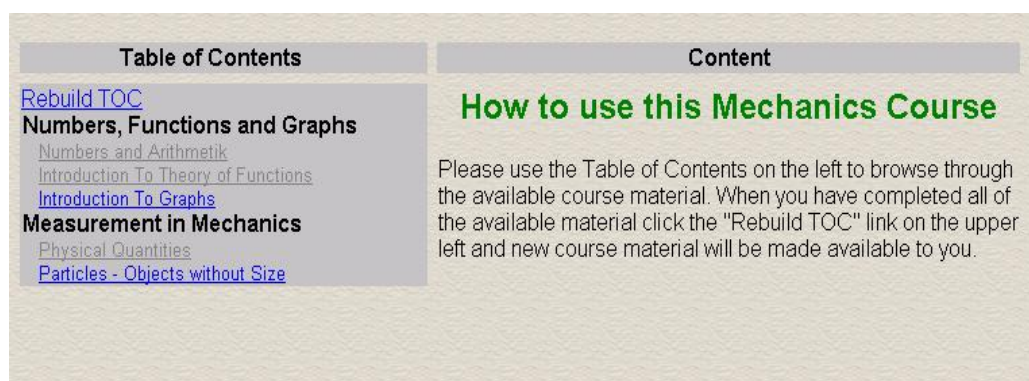 Table of Contents
Rebuild TOC
Numbers, Functions and Graphs
Numbers and Arithmetik
Introduction To Theory of Functions
Introduction To Graphs
Measurement in Mechanics
Physical Quantities
Particles - Objects without Size
Content
How to use this Mechanics Course
Please use the Table of Contents on the left to browse through
the available course material. When you have completed all of
the available material click the "Rebuild TOC" link on the upper
left and new course material will be made available to you.